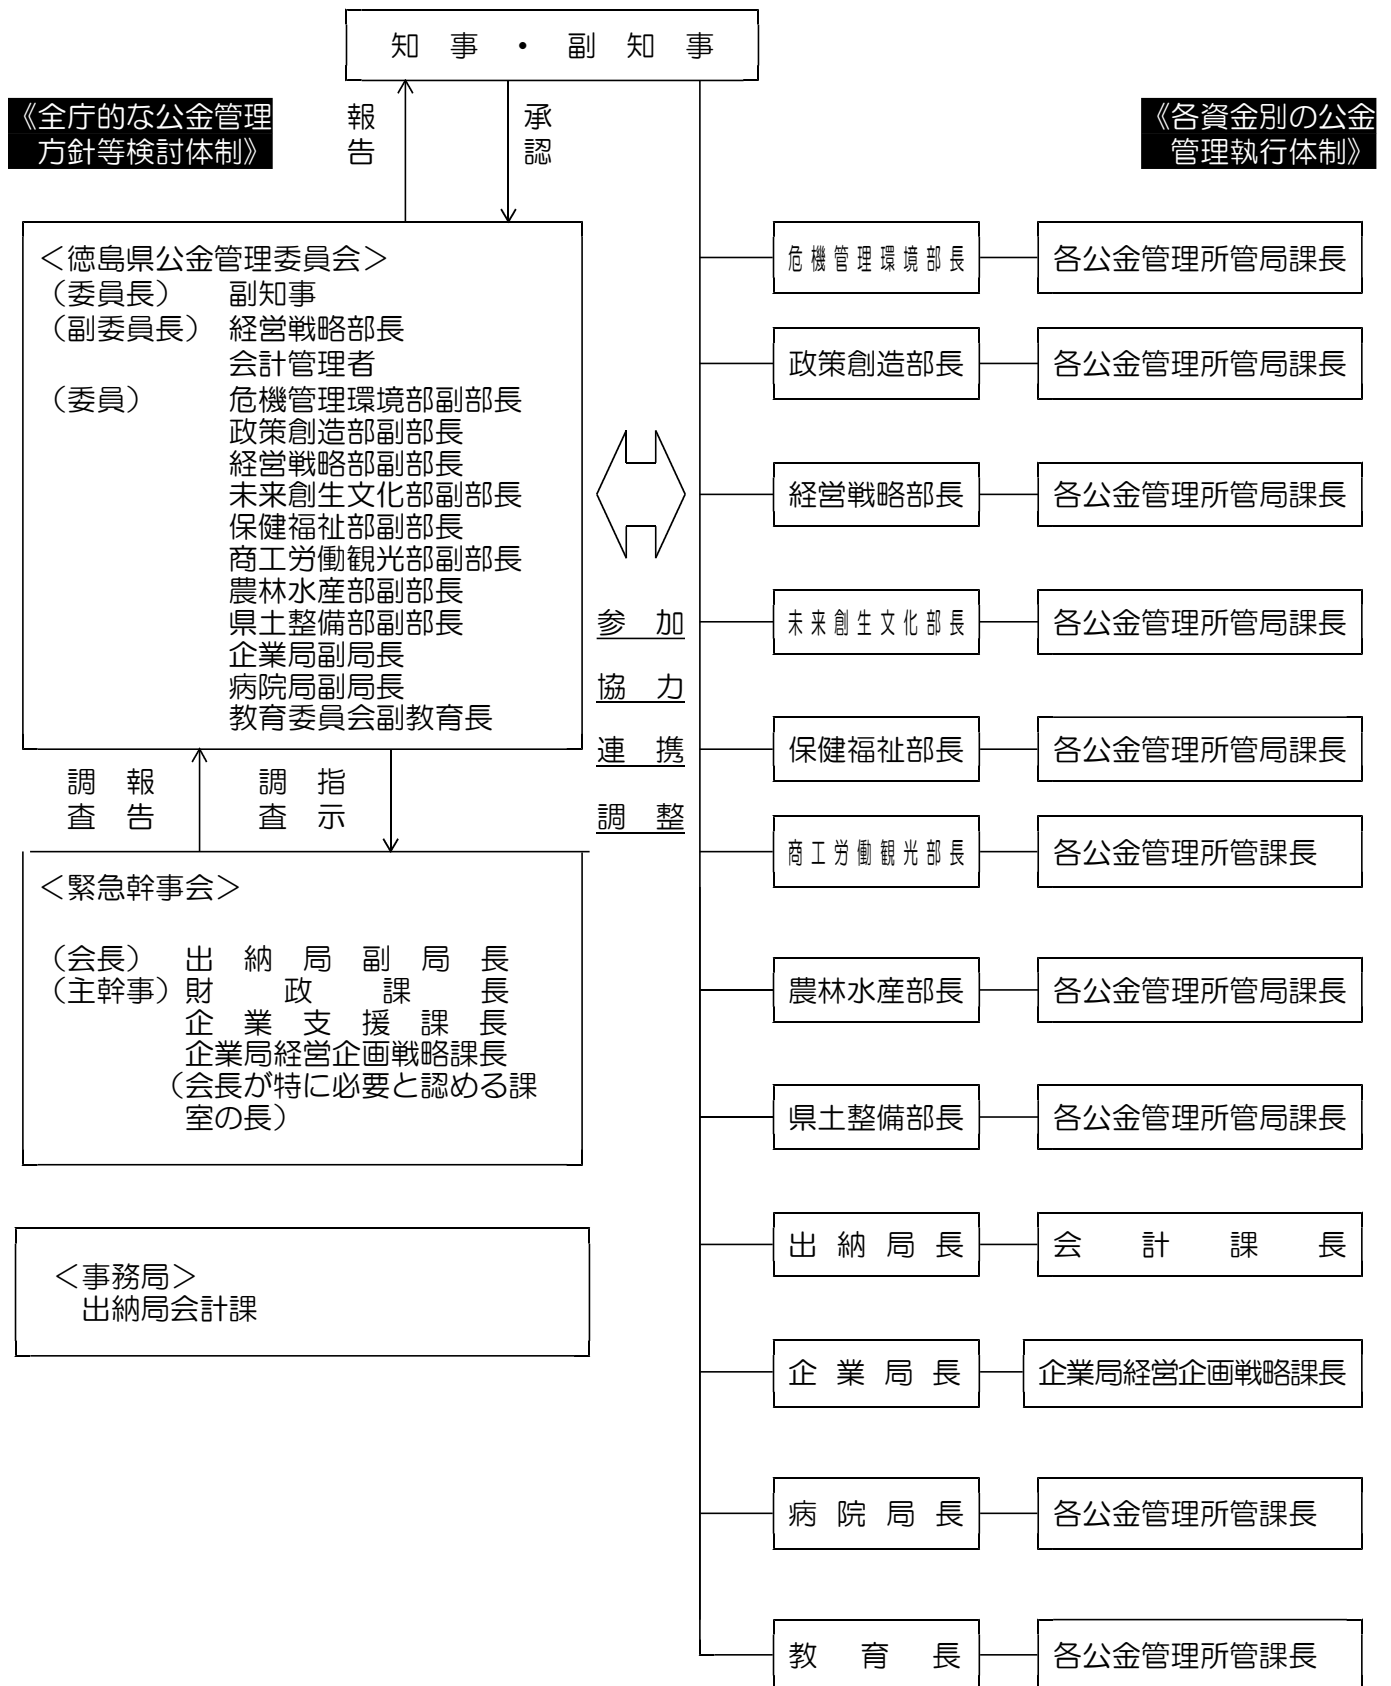 知事・副知事
《全庁的な公金管理
方針等検討体制》
報告
承認
《各資金別の公金
管理執行体制》
＜徳島県公金管理委員会＞
（委員長） 副知事
（副委員長） 経営戦略部長
会計管理者
（委員） 危機管理環境部副部長
政策創造部副部長
経営戦略部副部長
未来創生文化部副部長
保健福祉部副部長
商工労働観光部副部長
農林水産部副部長
県土整備部副部長
企業局副局長
病院局副局長
教育委員会副教育長
調査報告
調査指示
＜緊急幹事会＞
（会長） 出納局副局長
（主幹事） 財政課長
企業支援課長
企業局経営企画戦略課長
（会長が特に必要と認める課
室の長）
＜事務局＞
出納局会計課
参加
協力
連携
調整
危機管理環境部長 各公金管理所管局課長
政策創造部長 各公金管理所管局課長
経営戦略部長 各公金管理所管局課長
未来創生文化部長 各公金管理所管局課長
保健福祉部長 各公金管理所管局課長
商工労働観光部長 各公金管理所管課長
農林水産部長 各公金管理所管局課長
県土整備部長 各公金管理所管局課長
出納局長 会計課長
企業局長 企業局経営企画戦略課長
病院局長 各公金管理所管課長
教育長 各公金管理所管課長